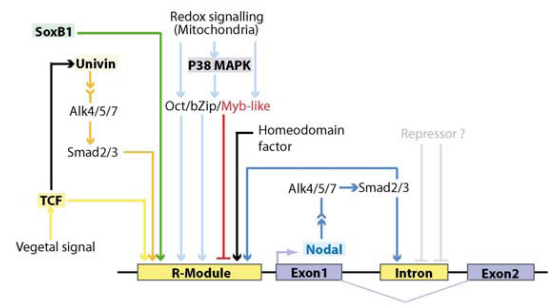 Redox signalling
(Mitochondria)
SoxB1
Univin
P38 MAPK
Alk4/5/7
Oct/bZip/Myb-like
Smad2/3
Homeodomain
factor
Repressor ?
TCF
Alk4/5/7
Smad2/3
Vegetal signal
Nodal
R-Module
Exon1
Intron
Exon2